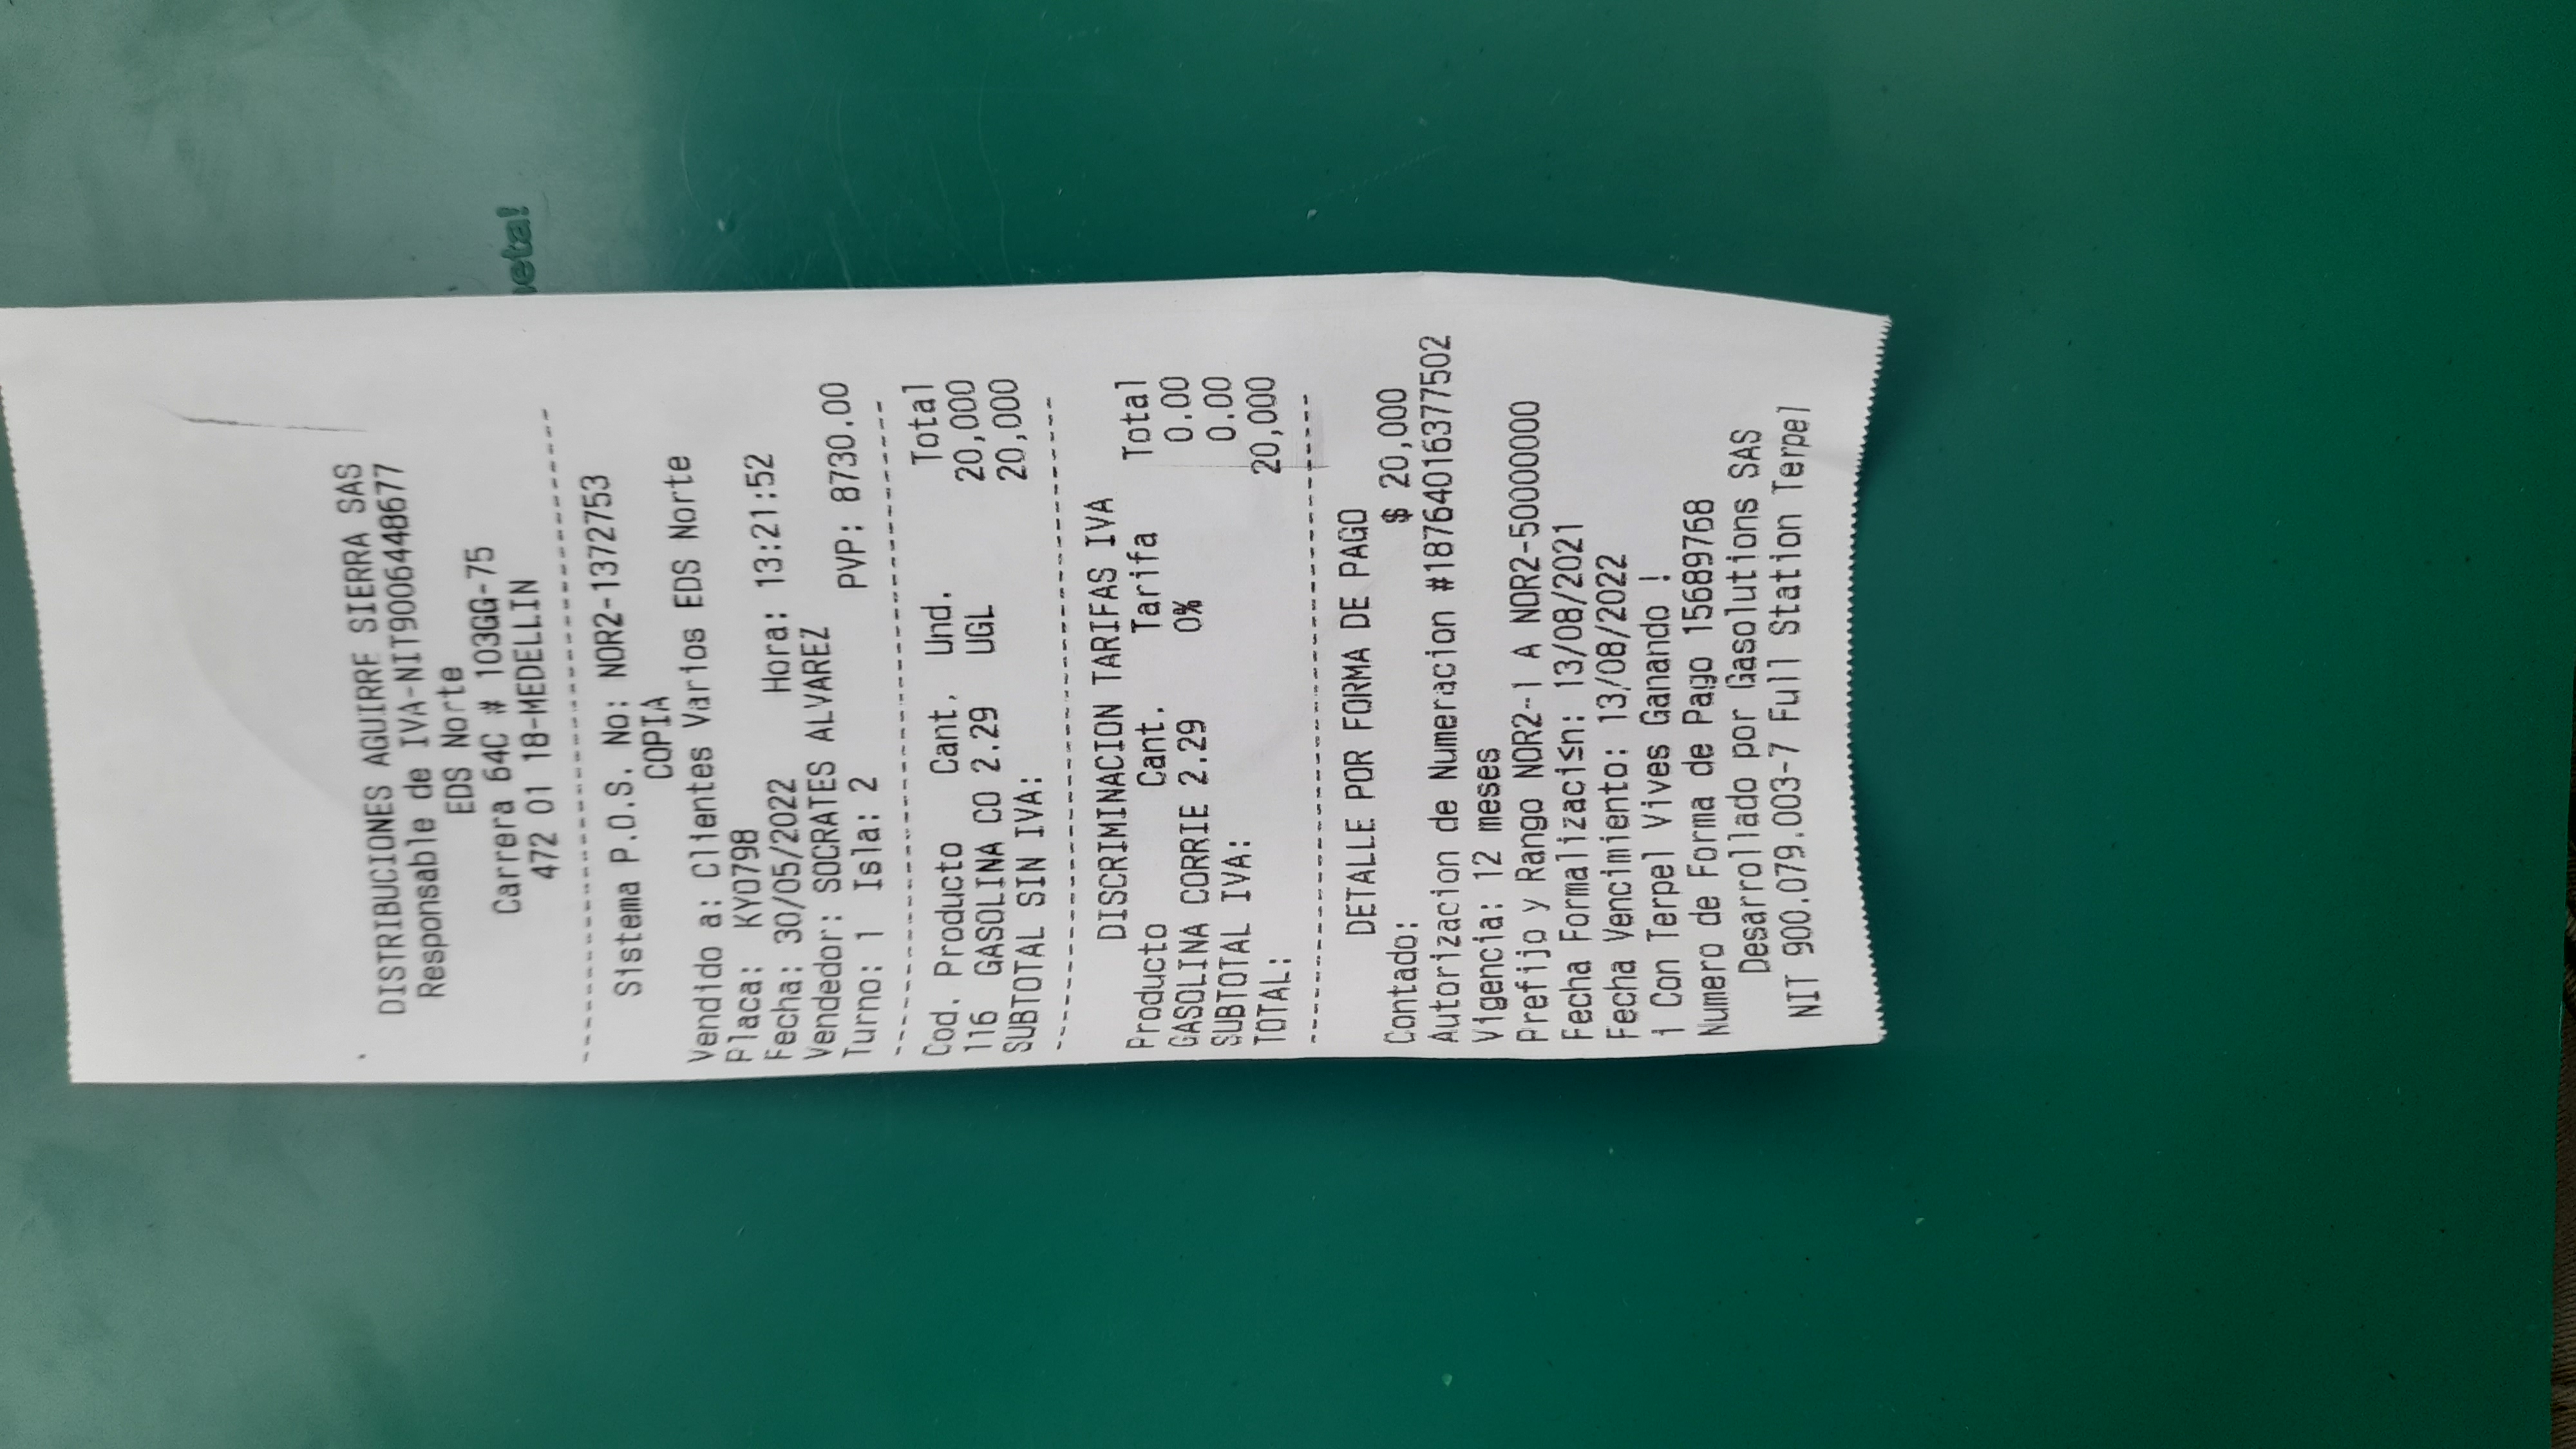 DISTRIBUCIONES AGUIRRE SIERRA SAS
Responsable de IVA-NIT9006448677
EDS Norte
Carrera 64C # 103GG-75
472 01 18-MEDELLIN
Sistema P.O.S. No: NOR2-1372753
COPIA
Vendido a: Clientes Varios EDS Norte
Placa: KYO798
Fecha: 30/05/2022 Hora: 13:21:52
Vendedor: SOCRATES ALVAREZ
Turno: 1 Isla: 2 PVP: 8730.00
Cod. Producto Cant. Und. Total
116 GASOLINA CO 2.29 UGL 20,000
SUBTOTAL SIN IVA: 20,000
DISCRIMINACION TARIFAS IVA
Producto Cant. Tarifa Total
GASOLINA CORRIE 2.29 0% 0.00
SUBTOTAL IVA: 0.00
TOTAL: 20,000
DETALLE POR FORMA DE PAGO
Contado: $ 20,000
Autorizacion de Numeracion #18764016377502
Vigencia: 12 meses
Prefijo y Rango NOR2-1 A NOR2-50000000
Fecha Formalizaci≤n: 13/08/2021
Fecha Vencimiento: 13/08/2022
¡ Con Terpel Vives Ganando !
Numero de Forma de Pago 15689768
Desarrollado por Gasolutions SAS
NIT 900.079.003-7 Full Station Terpel